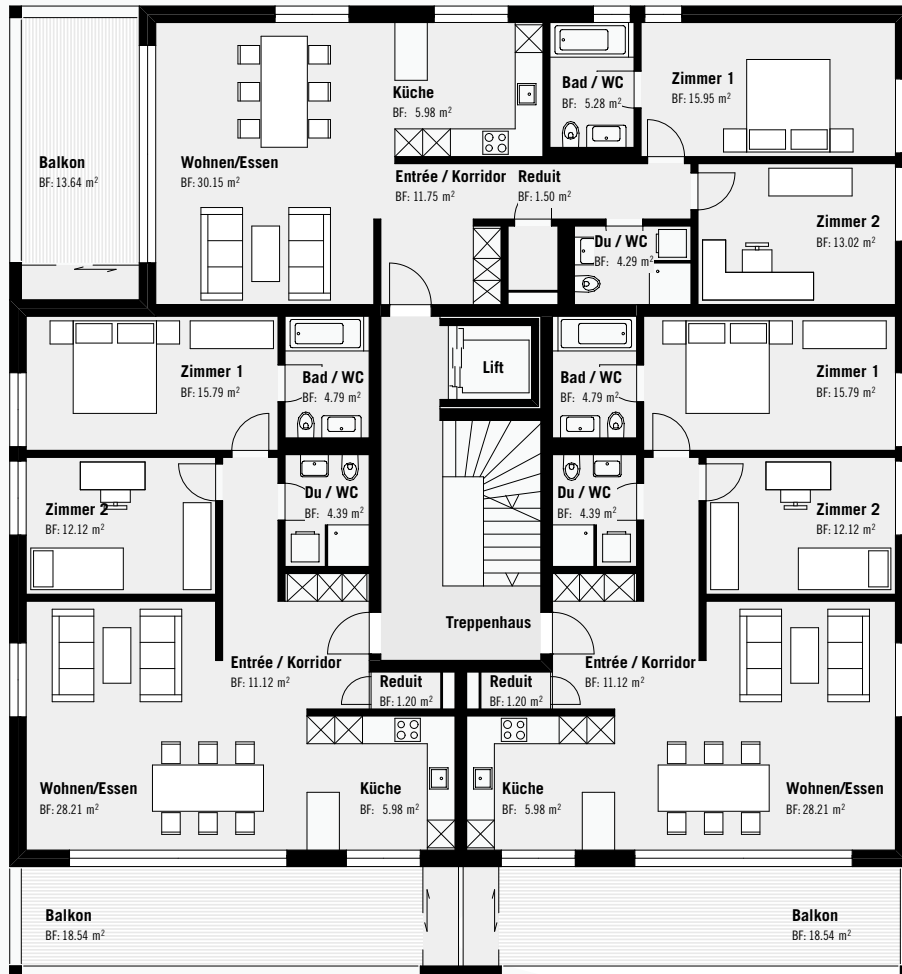 Küche
BF: 5.98 m²
Bad / WC
BF: 5.28 m²
Zimmer 1
BF: 15.95 m²
Balkon
BF: 13.64 m²
Wohnen/Essen
BF: 30.15 m²
Entrée / Korridor
BF: 11.75 m²
Reduit
BF: 1.50 m²
Zimmer 2
BF: 13.02 m²
Du / WC
BF: 4.29 m²
Zimmer 1
BF: 15.79 m²
Bad / WC
BF: 4.79 m²
Lift
Bad / WC
BF: 4.79 m²
Zimmer 1
BF: 15.79 m²
Zimmer 2
BF: 12.12 m²
Du / WC
BF: 4.39 m²
Du / WC
BF: 4.39 m²
Zimmer 2
BF: 12.12 m²
Treppenhaus
Entrée / Korridor
BF: 11.12 m²
Reduit
BF: 1.20 m²
Reduit
BF: 1.20 m²
Entrée / Korridor
BF: 11.12 m²
Wohnen/Essen
BF: 28.21 m²
Küche
BF: 5.98 m²
Küche
BF: 5.98 m²
Wohnen/Essen
BF: 28.21 m²
Balkon
BF: 18.54 m²
Balkon
BF: 18.54 m²